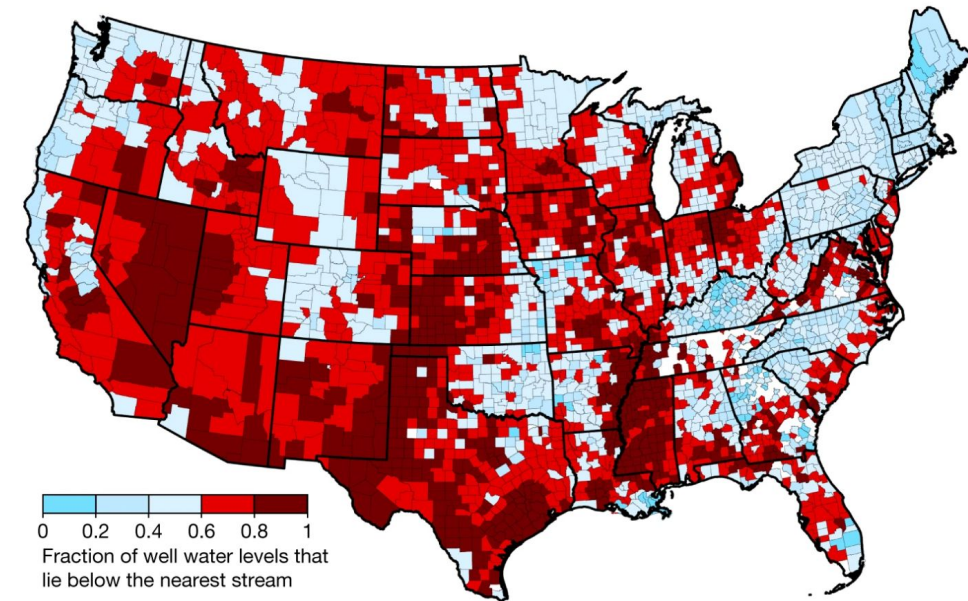 0 0.2 0.4 0.6 0.8 1
Fraction of well water levels that
lie below the nearest stream